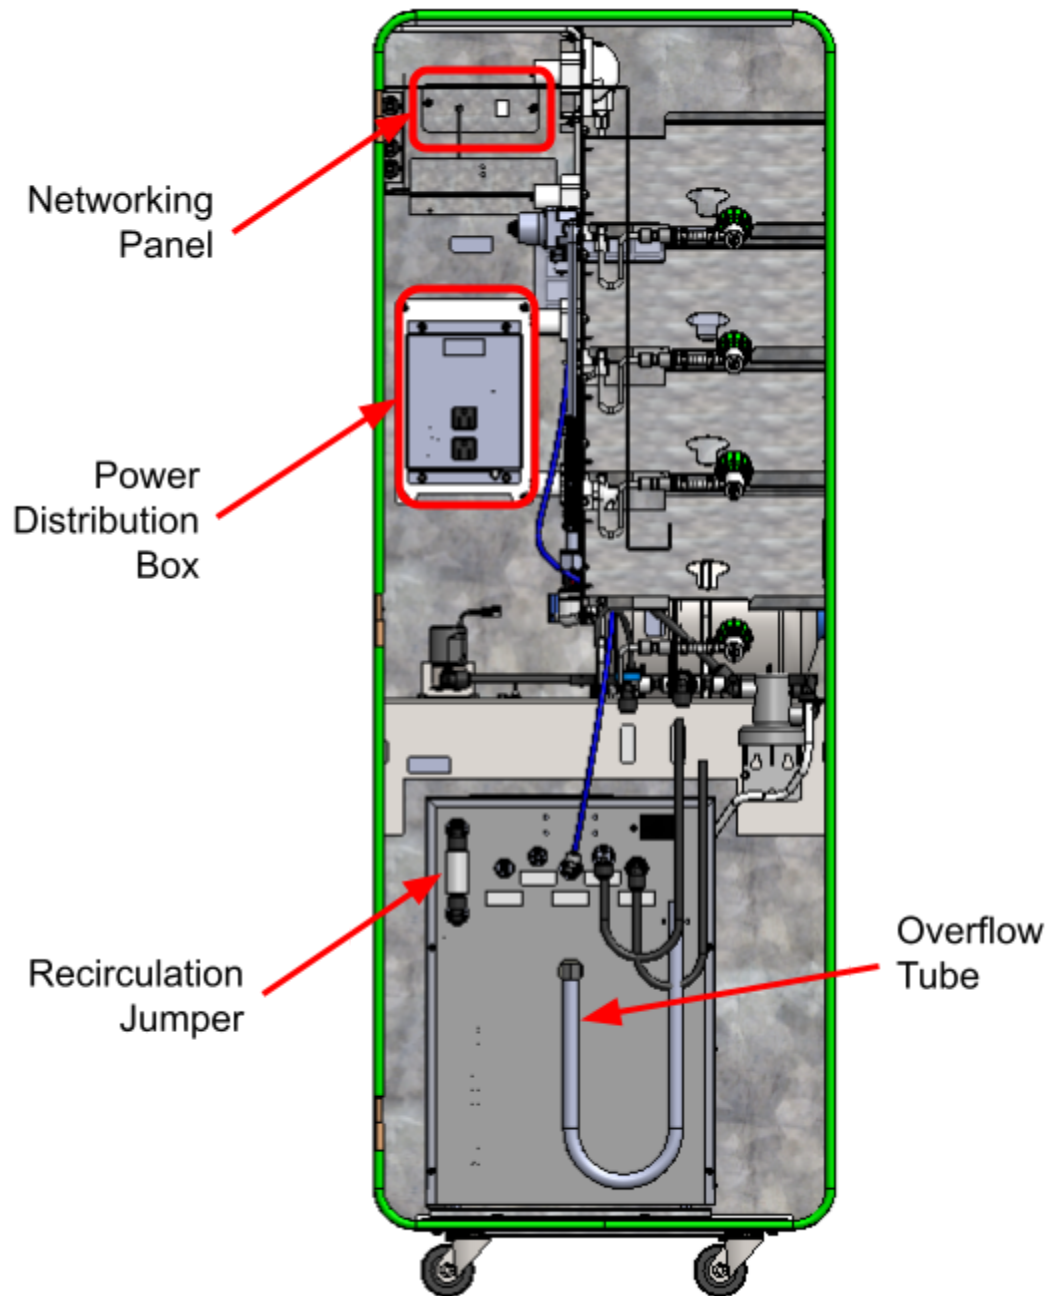 Networking
Panel
Power
Distribution
Box
Recirculation
Jumper
Overflow
Tube